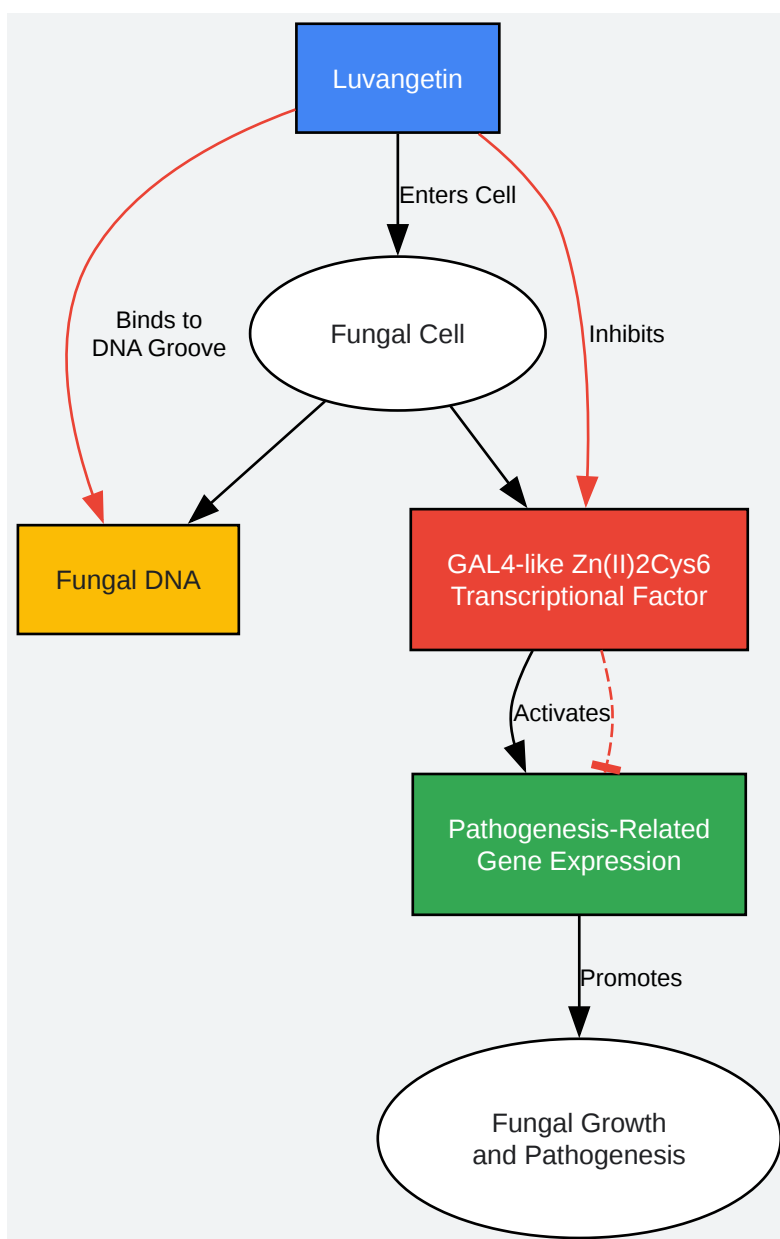 Luvangetin
Enters Cell
Binds to
DNA Groove
Fungal Cell
Inhibits
Fungal DNA
GAL4-like Zn(II)2Cys6
Transcriptional Factor
Activates
Pathogenesis-Related
Gene Expression
Promotes
Fungal Growth
and Pathogenesis